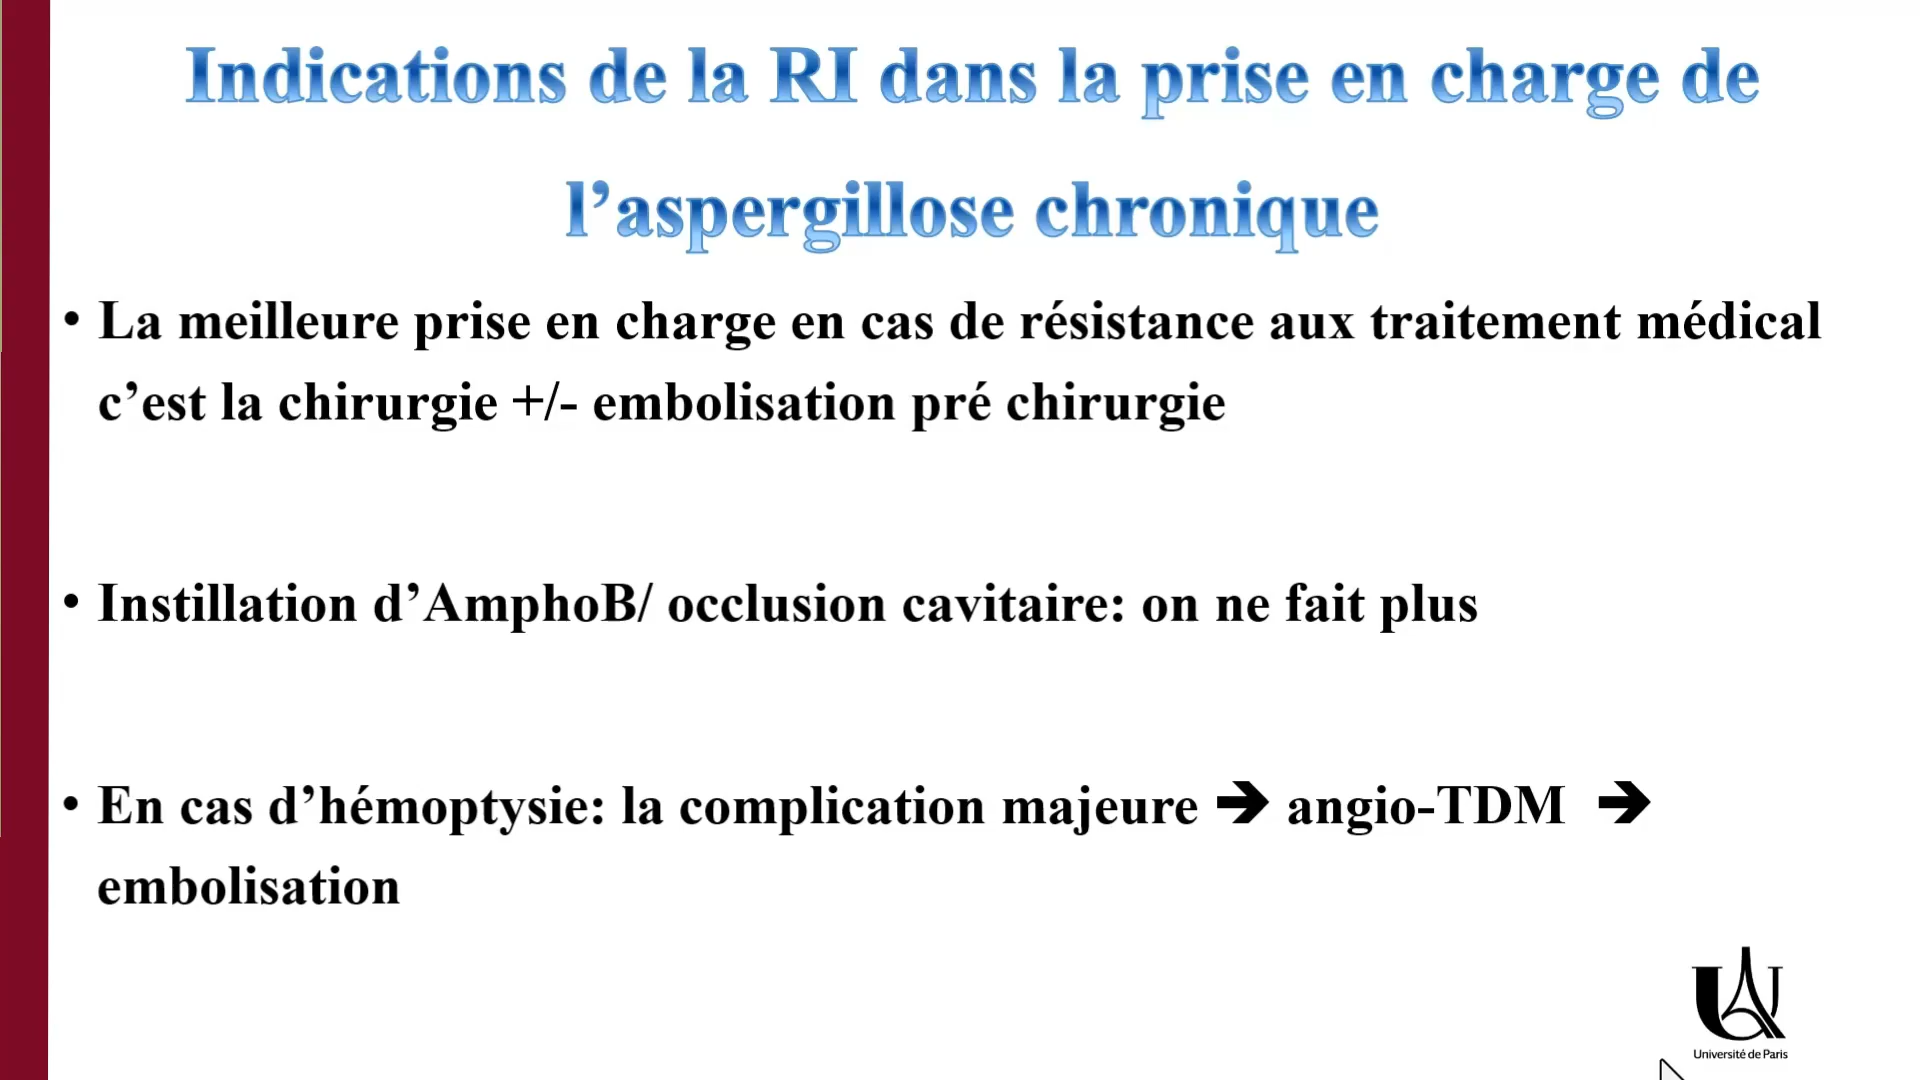 Indications de la RI dans la prise en charge de
l’aspergillose chronique
• La meilleure prise en charge en cas de résistance aux traitement médical
c’est la chirurgie +/- embolisation pré chirurgie
• Instillation d’AmphoB/ occlusion cavitaire: on ne fait plus
• En cas d’hémoptysie: la complication majeure ➔ angio-TDM ➔
embolisation
Université de Paris